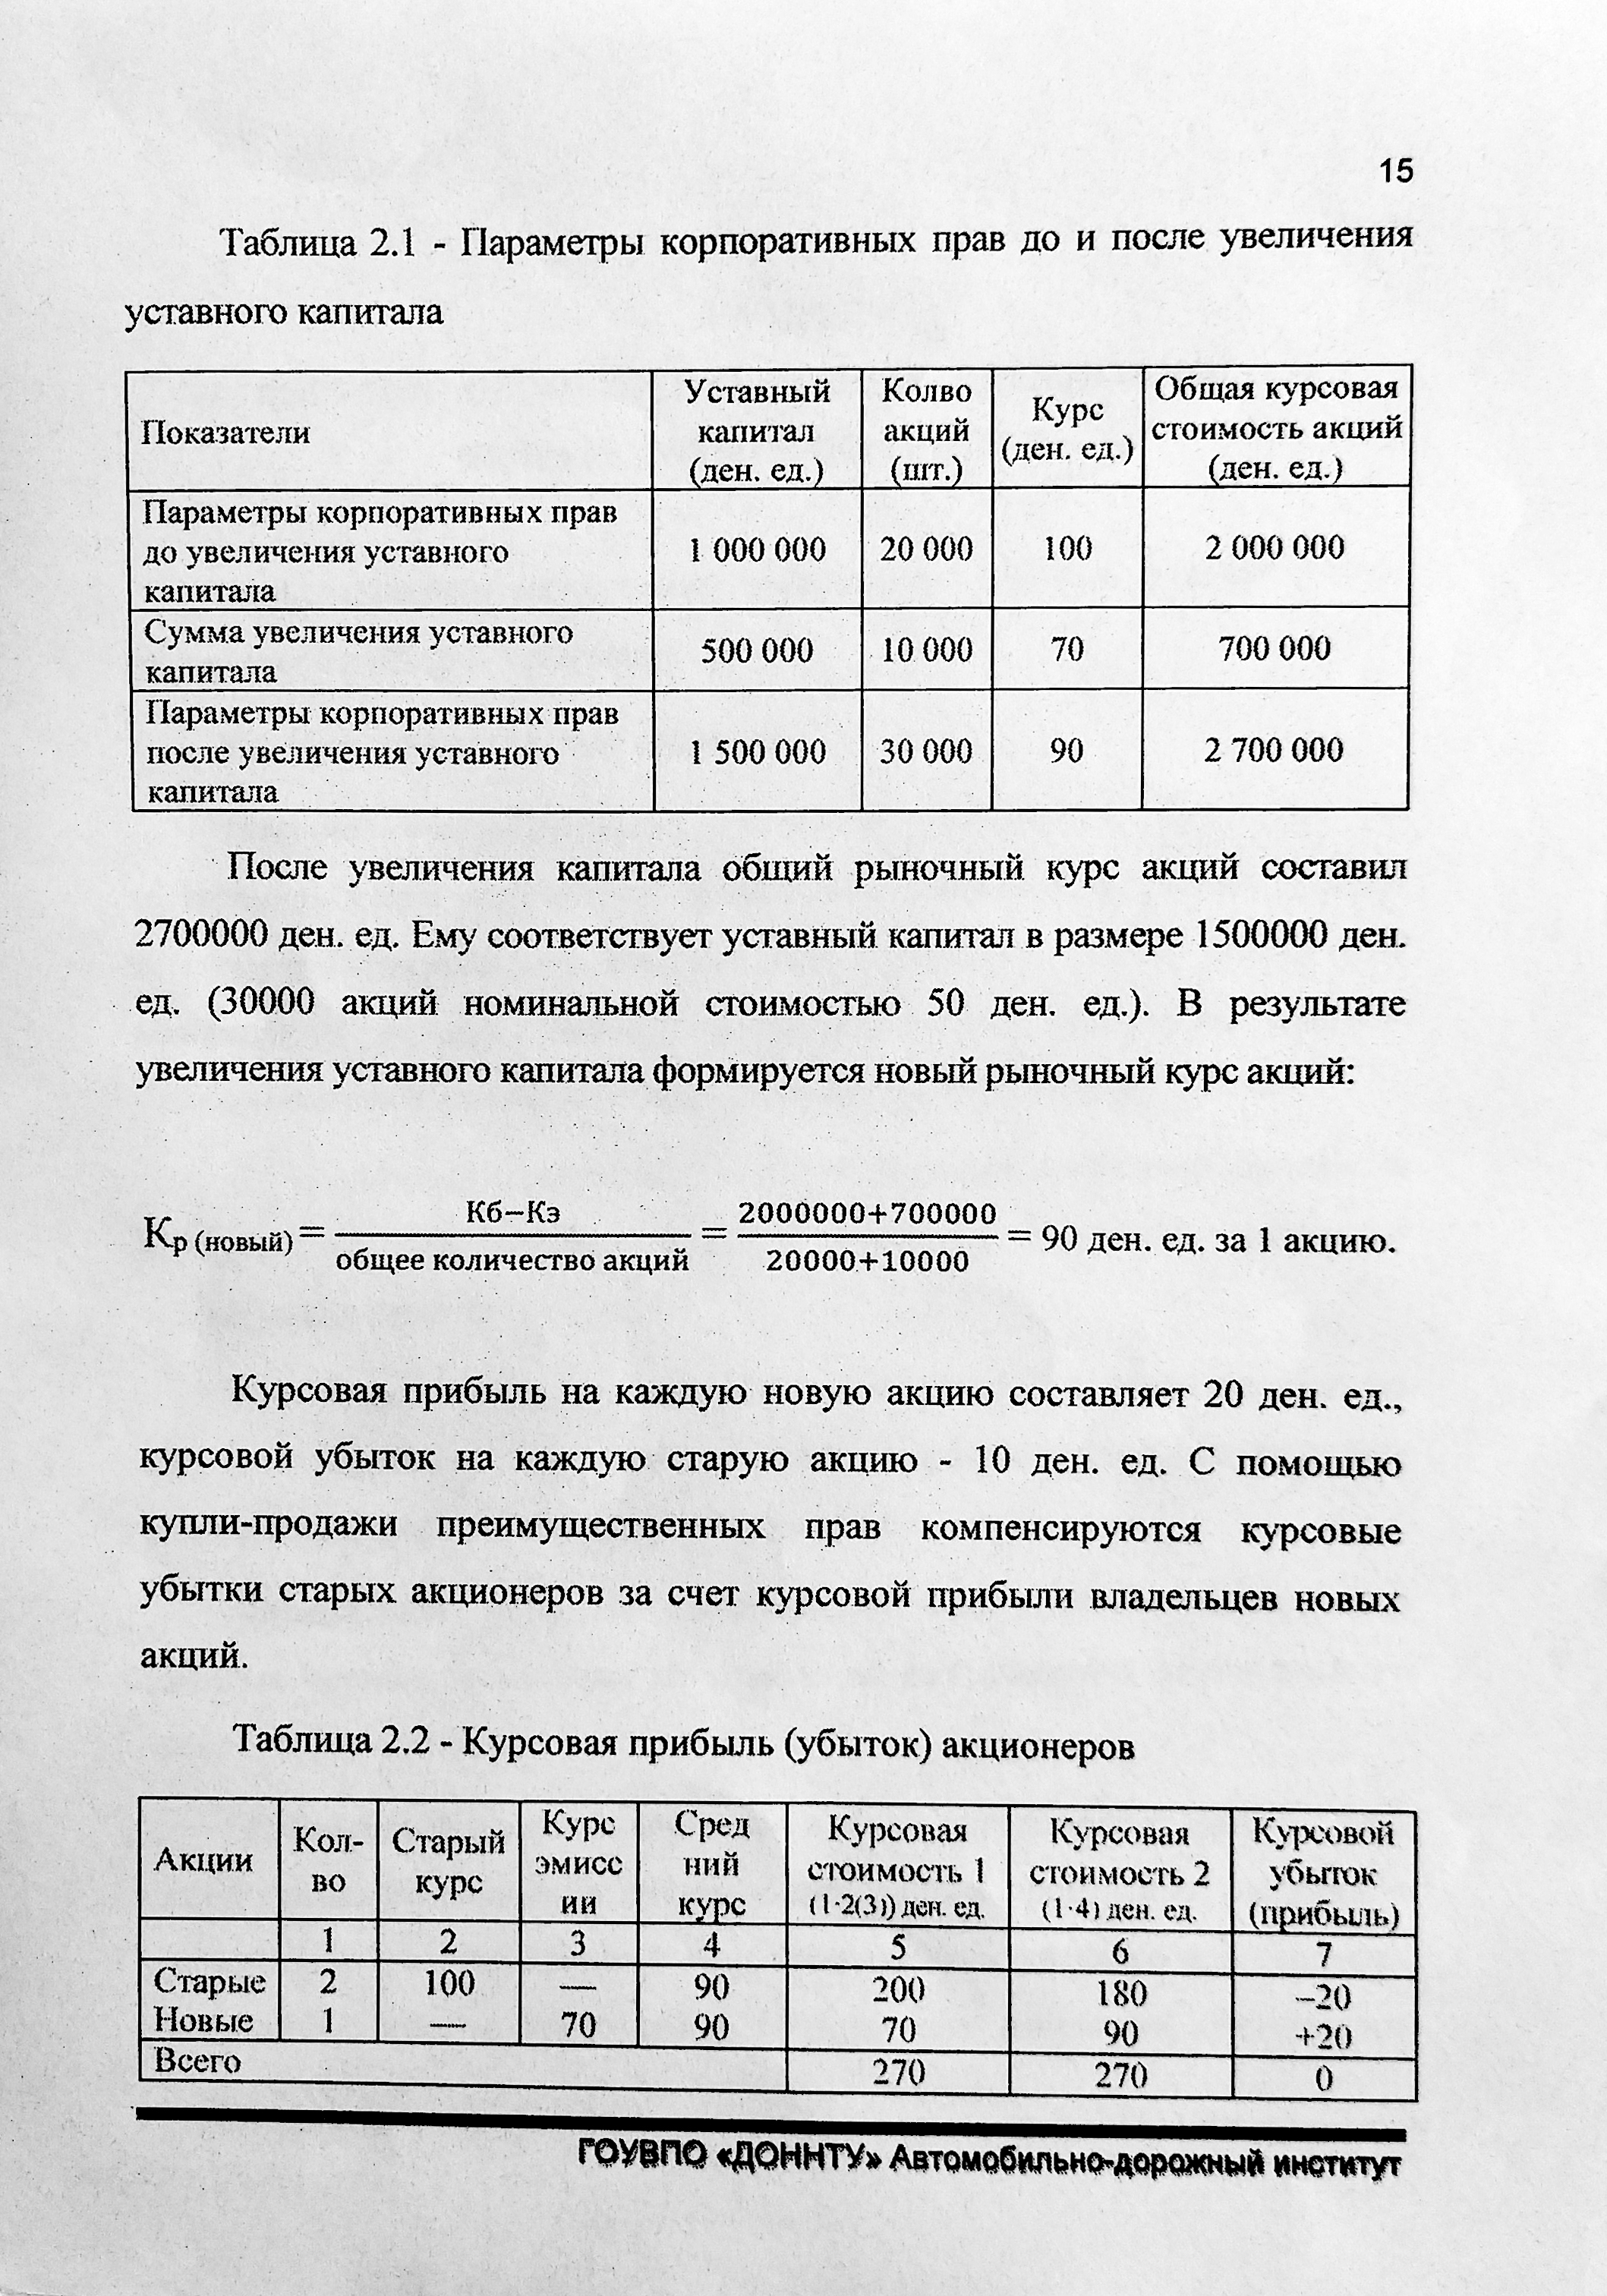 15
Таблица 2.1 - Параметры корпоративных прав до и после увеличения
уставного капитала
Показатели
Уставный
капитал
(ден. ед.)
Колво
акций
(шт.)
Курс
(ден. ед.)
Общая курсовая
стоимость акций
(ден. ед.)
Параметры корпоративных прав
до увеличения уставного
капитала
1 000 000
20 000
100
2 000 000
Сумма увеличения уставного
капитала
500 000
10 000
70
700 000
Параметры корпоративных прав
после увеличения уставного
капитала
1 500 000
30 000
90
2 700 000
После увеличения капитала общий рыночный курс акций составил
2700000 ден. ед. Ему соответствует уставный капитал в размере 1500000 ден.
ед. (30000 акций номинальной стоимостью 50 ден. ед.). В результате
увеличения уставного капитала формируется новый рыночный курс акций:
Кр (новый) = Кб–Кэ / общее количество акций = 2000000+700000 / 20000+10000 = 90 ден. ед. за 1 акцию.
Курсовая прибыль на каждую новую акцию составляет 20 ден. ед.,
курсовой убыток на каждую старую акцию - 10 ден. ед. С помощью
купли-продажи преимущественных прав компенсируются курсовые
убытки старых акционеров за счет курсовой прибыли владельцев новых
акций.
Таблица 2.2 - Курсовая прибыль (убыток) акционеров
Акции
Кол-
во
Старый
курс
Курс
эмисс
ии
Сред
ний
курс
Курсовая
стоимость 1
(1·2(3)) ден. ед.
Курсовая
стоимость 2
(1·4) ден. ед.
Курсовой
убыток
(прибыль)
1 2 3 4 5 6 7
Старые 2 100 — 90 200 180 –20
Новые 1 — 70 90 70 90 +20
Всего 270 270 0
ГОУВПО «ДОННТУ» Автомобильно-дорожный институт